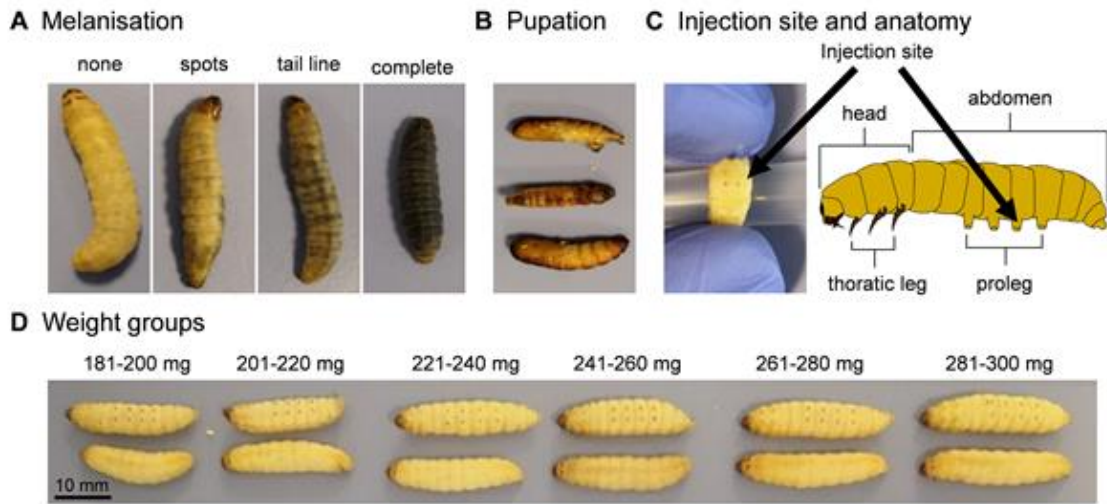 A Melanisation
none
spots
tail line
complete
B Pupation
C Injection site and anatomy
Injection site
head
abdomen
thoratic leg
proleg
D Weight groups
181-200 mg
201-220 mg
221-240 mg
241-260 mg
261-280 mg
281-300 mg
10 mm